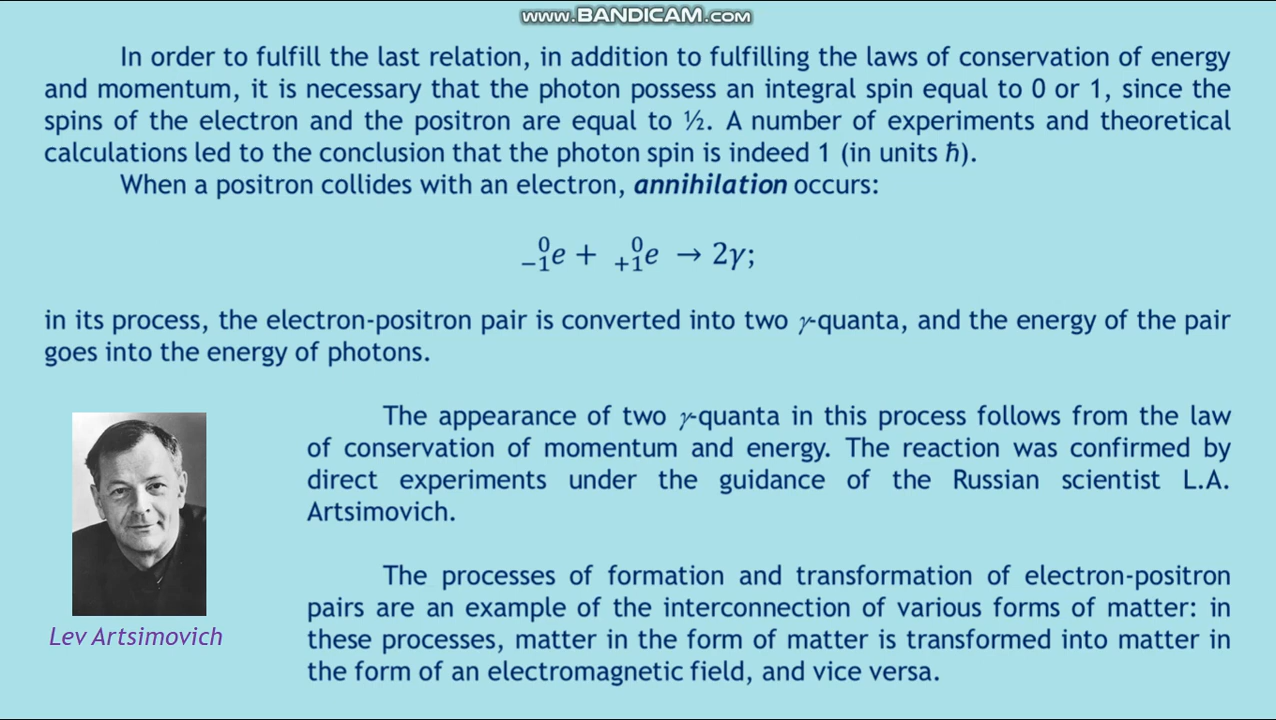 www.BANDICAM.com
In order to fulfill the last relation, in addition to fulfilling the laws of conservation of energy
and momentum, it is necessary that the photon possess an integral spin equal to 0 or 1, since the
spins of the electron and the positron are equal to ½. A number of experiments and theoretical
calculations led to the conclusion that the photon spin is indeed 1 (in units ℏ).
When a positron collides with an electron, annihilation occurs:
₋₁⁰e + ₊₁⁰e → 2γ;
in its process, the electron-positron pair is converted into two γ-quanta, and the energy of the pair
goes into the energy of photons.
The appearance of two γ-quanta in this process follows from the law
of conservation of momentum and energy. The reaction was confirmed by
direct experiments under the guidance of the Russian scientist L.A.
Artsimovich.
The processes of formation and transformation of electron-positron
pairs are an example of the interconnection of various forms of matter: in
these processes, matter in the form of matter is transformed into matter in
the form of an electromagnetic field, and vice versa.
Lev Artsimovich